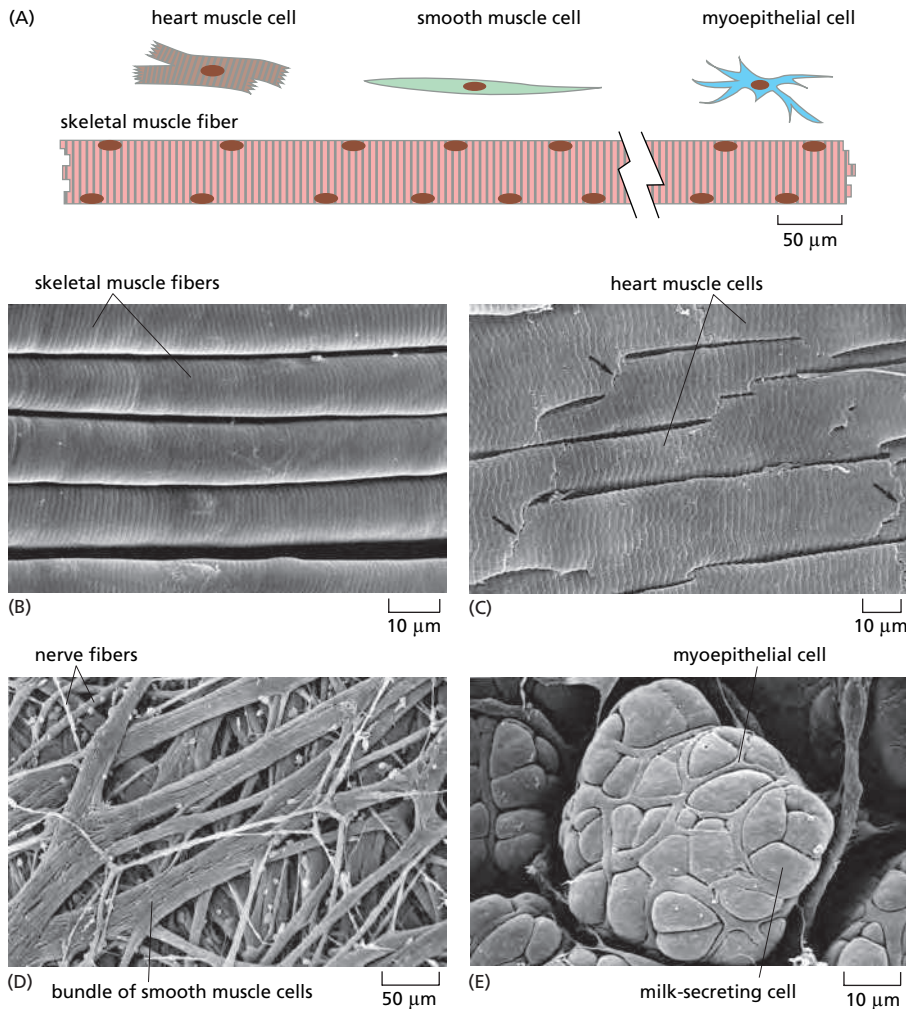 (A)
heart muscle cell
smooth muscle cell
myoepithelial cell
skeletal muscle fiber
50 μm
skeletal muscle fibers
heart muscle cells
(B)
10 μm
(C)
10 μm
nerve fibers
myoepithelial cell
(D)
bundle of smooth muscle cells
50 μm
(E)
milk-secreting cell
10 μm